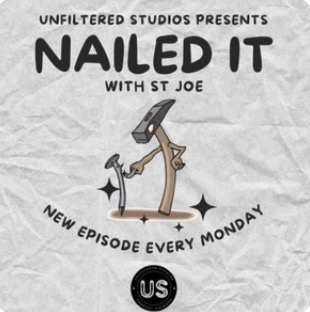 UNFILTERED STUDIOS PRESENTS
NAILED IT
WITH ST JOE
NEW EPISODE EVERY MONDAY
US